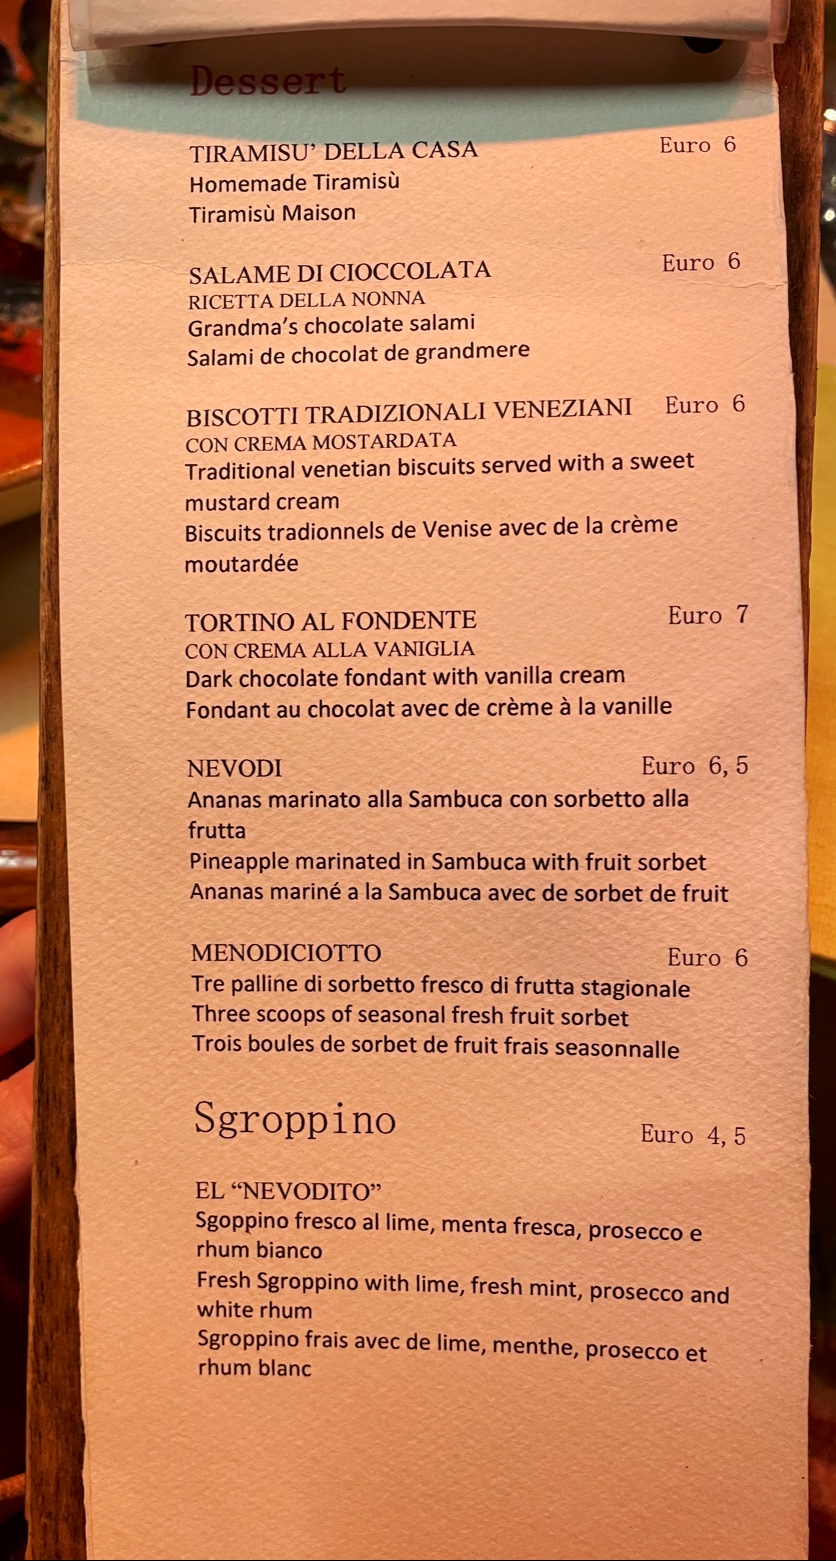 Dessert
TIRAMISU’ DELLA CASA Euro 6
Homemade Tiramisù
Tiramisù Maison
SALAME DI CIOCCOLATA Euro 6
RICETTA DELLA NONNA
Grandma’s chocolate salami
Salami de chocolat de grandmere
BISCOTTI TRADIZIONALI VENEZIANI Euro 6
CON CREMA MOSTARDATA
Traditional venetian biscuits served with a sweet
mustard cream
Biscuits tradionnels de Venise avec de la crème
moutardée
TORTINO AL FONDENTE Euro 7
CON CREMA ALLA VANIGLIA
Dark chocolate fondant with vanilla cream
Fondant au chocolat avec de crème à la vanille
NEVODI Euro 6,5
Ananas marinato alla Sambuca con sorbetto alla
frutta
Pineapple marinated in Sambuca with fruit sorbet
Ananas mariné a la Sambuca avec de sorbet de fruit
MENODICIOTTO Euro 6
Tre palline di sorbetto fresco di frutta stagionale
Three scoops of seasonal fresh fruit sorbet
Trois boules de sorbet de fruit frais seasonnalle
Sgroppino Euro 4,5
EL “NEVODITO”
Sgoppino fresco al lime, menta fresca, prosecco e
rhum bianco
Fresh Sgroppino with lime, fresh mint, prosecco and
white rhum
Sgroppino frais avec de lime, menthe, prosecco et
rhum blanc